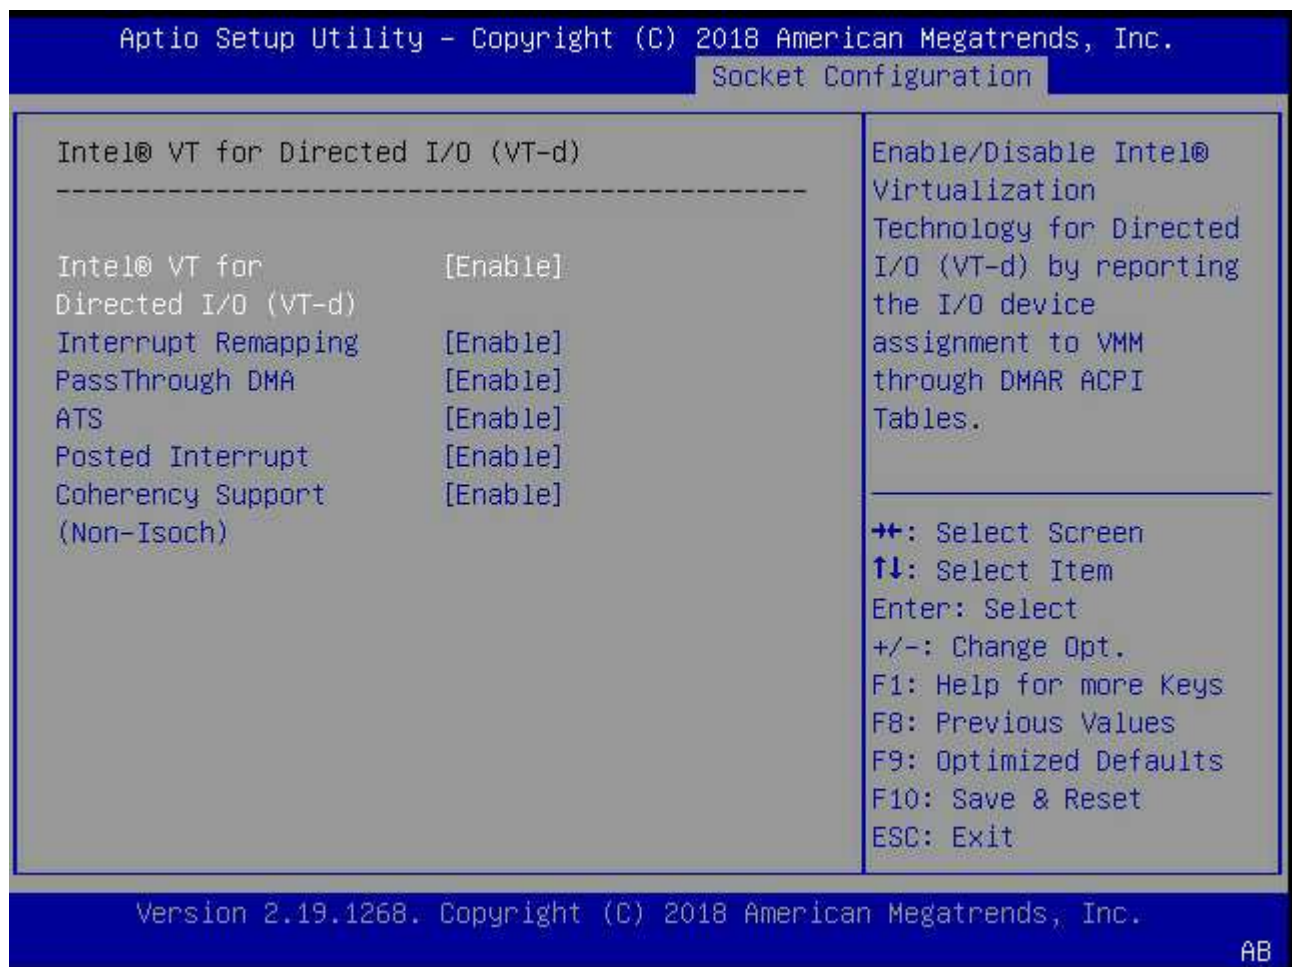 Aptio Setup Utility – Copyright (C) 2018 American Megatrends, Inc.
Socket Configuration
Intel® VT for Directed I/O (VT-d)
-----------------------------------------------
Intel® VT for [Enable]
Directed I/O (VT-d)
Interrupt Remapping [Enable]
PassThrough DMA [Enable]
ATS [Enable]
Posted Interrupt [Enable]
Coherency Support [Enable]
(Non-Isoch)
Enable/Disable Intel®
Virtualization
Technology for Directed
I/O (VT-d) by reporting
the I/O device
assignment to VMM
through DMAR ACPI
Tables.
→←: Select Screen
↑↓: Select Item
Enter: Select
+/-: Change Opt.
F1: Help for more Keys
F8: Previous Values
F9: Optimized Defaults
F10: Save & Reset
ESC: Exit
Version 2.19.1268. Copyright (C) 2018 American Megatrends, Inc.
AB